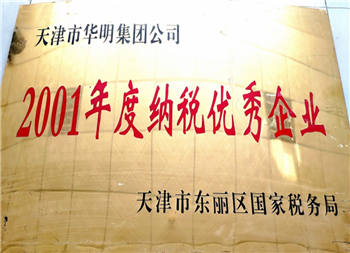 天津市华明集团公司
2001年度纳税优秀企业
天津市东丽区国家税务局